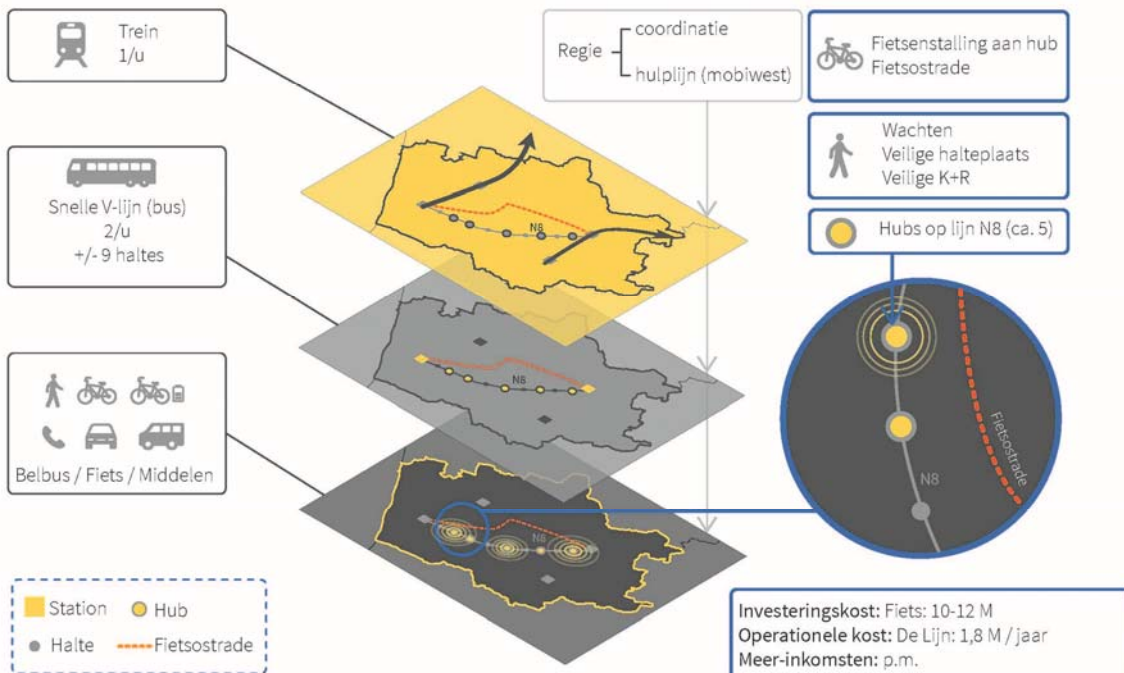 Trein
1/u
Regie
coordinatie
hulplijn (mobiwest)
Fietsenstalling aan hub
Fietsostrade
Wachten
Veilige halteplaats
Veilige K+R
Hubs op lijn N8 (ca. 5)
Snelle V-lijn (bus)
2/u
+/- 9 haltes
Belbus / Fiets / Middelen
N8
N8
N8
N8
Fietsostrade
Station
Hub
Halte
Fietsostrade
Investeringskost: Fiets: 10-12 M
Operationele kost: De Lijn: 1,8 M / jaar
Meer-inkomsten: p.m.